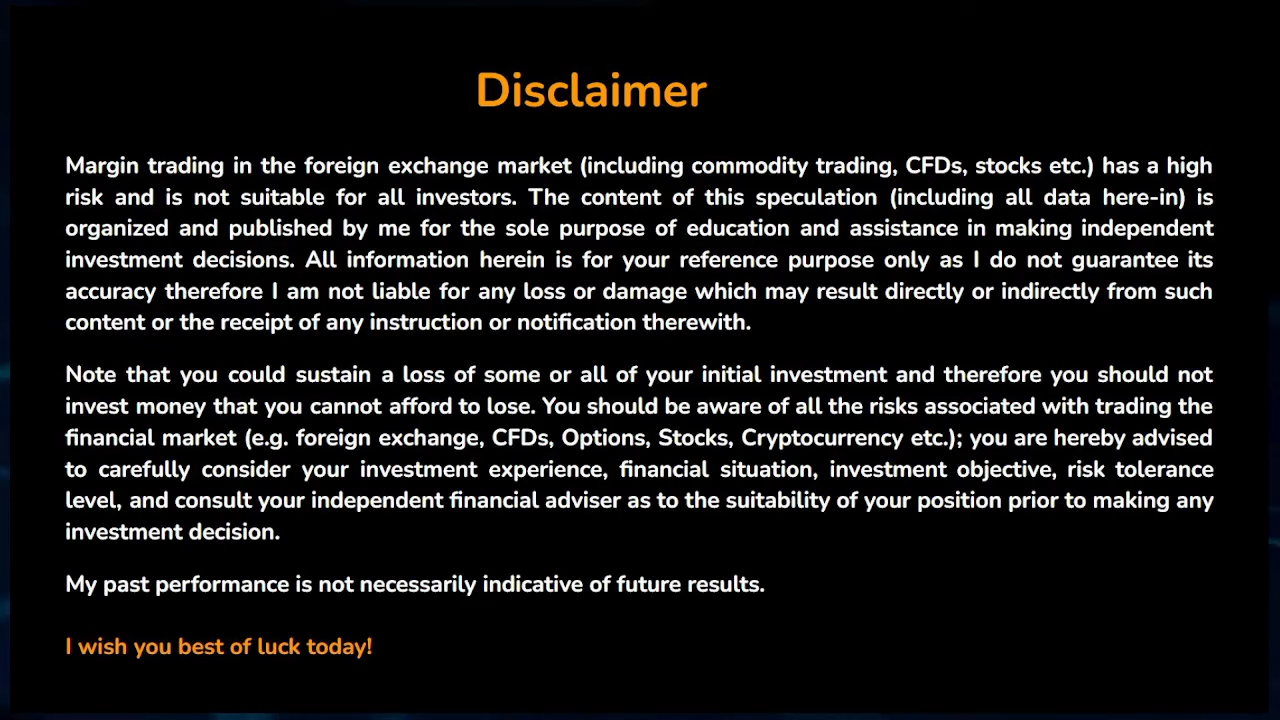 Disclaimer
Margin trading in the foreign exchange market (including commodity trading, CFDs, stocks etc.) has a high
risk and is not suitable for all investors. The content of this speculation (including all data here-in) is
organized and published by me for the sole purpose of education and assistance in making independent
investment decisions. All information herein is for your reference purpose only as I do not guarantee its
accuracy therefore I am not liable for any loss or damage which may result directly or indirectly from such
content or the receipt of any instruction or notification therewith.
Note that you could sustain a loss of some or all of your initial investment and therefore you should not
invest money that you cannot afford to lose. You should be aware of all the risks associated with trading the
financial market (e.g. foreign exchange, CFDs, Options, Stocks, Cryptocurrency etc.); you are hereby advised
to carefully consider your investment experience, financial situation, investment objective, risk tolerance
level, and consult your independent financial adviser as to the suitability of your position prior to making any
investment decision.
My past performance is not necessarily indicative of future results.
I wish you best of luck today!